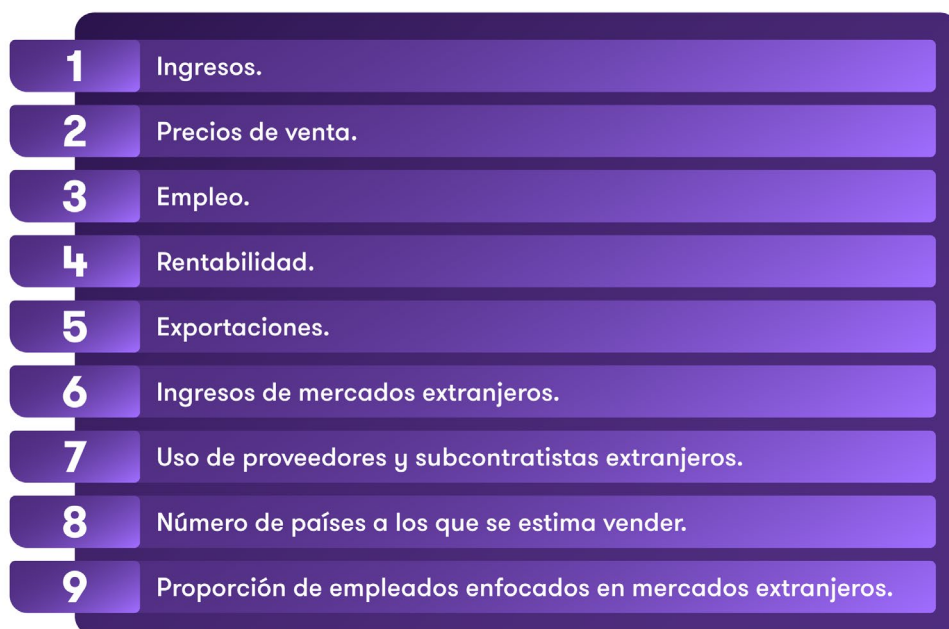 1 Ingresos.
2 Precios de venta.
3 Empleo.
4 Rentabilidad.
5 Exportaciones.
6 Ingresos de mercados extranjeros.
7 Uso de proveedores y subcontratistas extranjeros.
8 Número de países a los que se estima vender.
9 Proporción de empleados enfocados en mercados extranjeros.